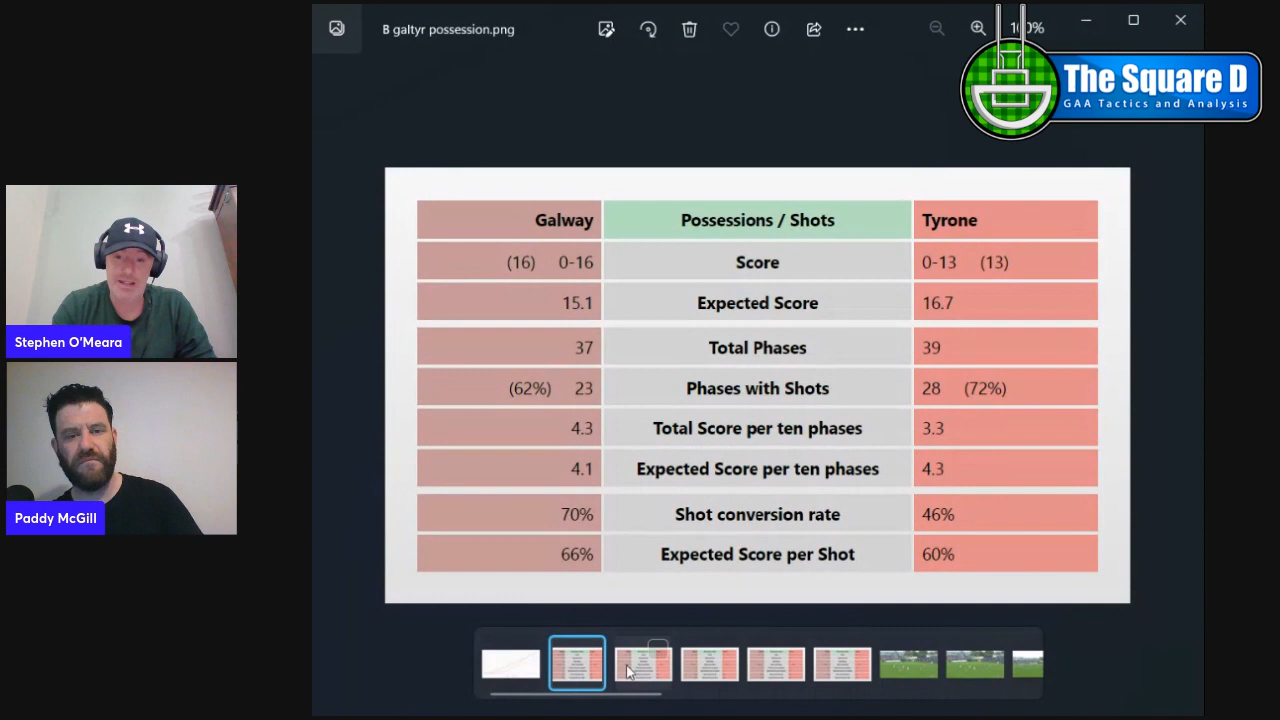 B galtyr possession.png
100%
The Square D
GAA Tactics and Analysis
Galway Possessions / Shots Tyrone
(16) 0-16 Score 0-13 (13)
15.1 Expected Score 16.7
37 Total Phases 39
(62%) 23 Phases with Shots 28 (72%)
4.3 Total Score per ten phases 3.3
4.1 Expected Score per ten phases 4.3
70% Shot conversion rate 46%
66% Expected Score per Shot 60%
Stephen O'Meara
Paddy McGill